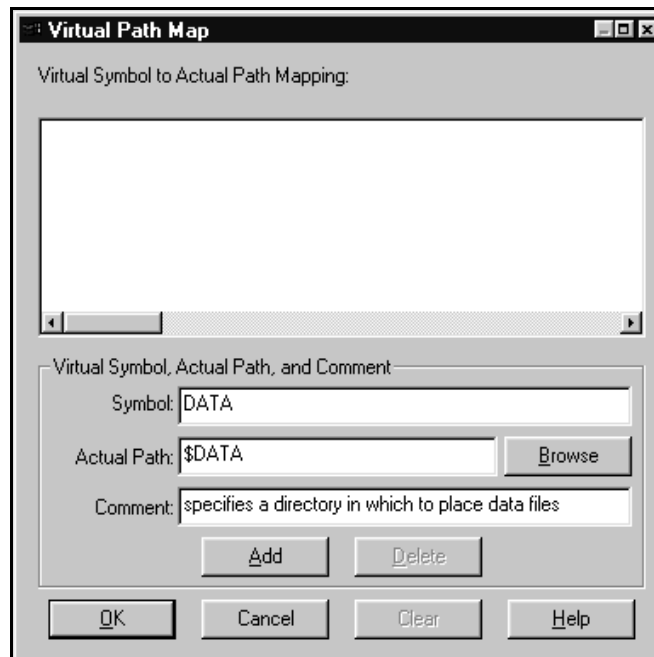 Virtual Path Map
Virtual Symbol to Actual Path Mapping:
Virtual Symbol, Actual Path, and Comment
Symbol: DATA
Actual Path: $DATA Browse
Comment: specifies a directory in which to place data files
Add Delete
OK Cancel Clear Help